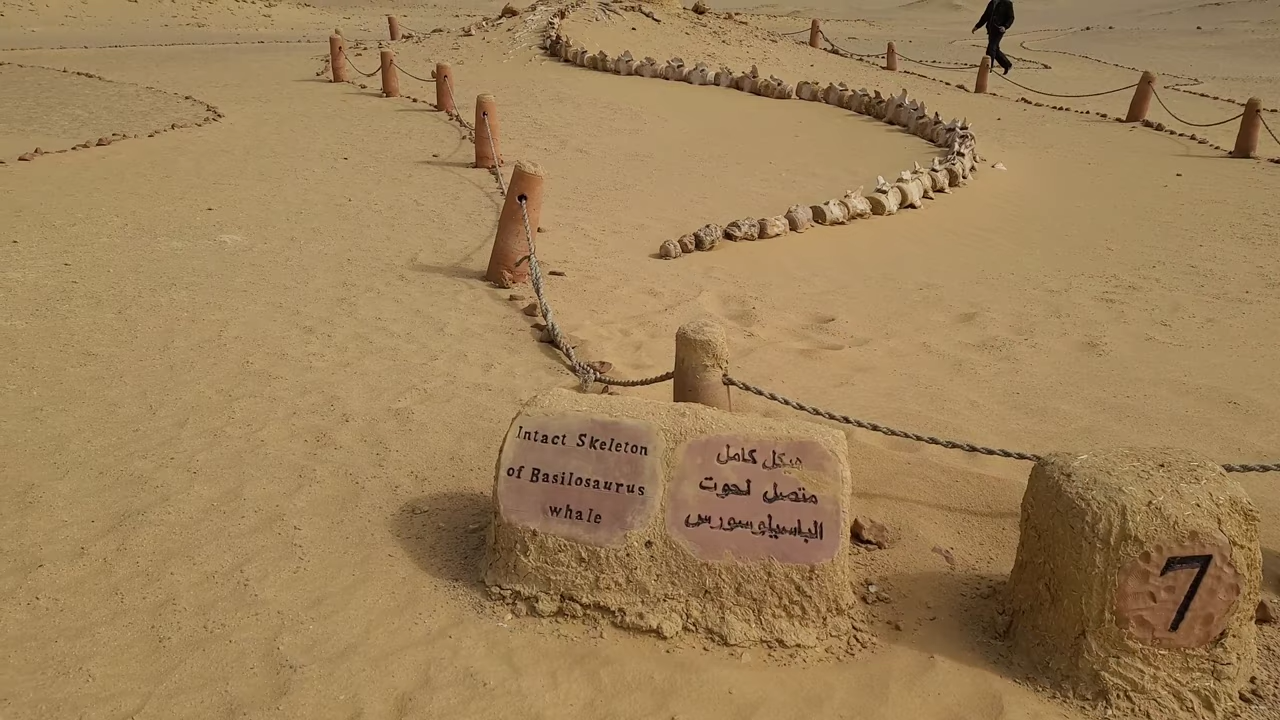 Intact Skeleton
of Basilosaurus
whale
هيكل كامل
متصل لحوت
الباسيلوسورس
7